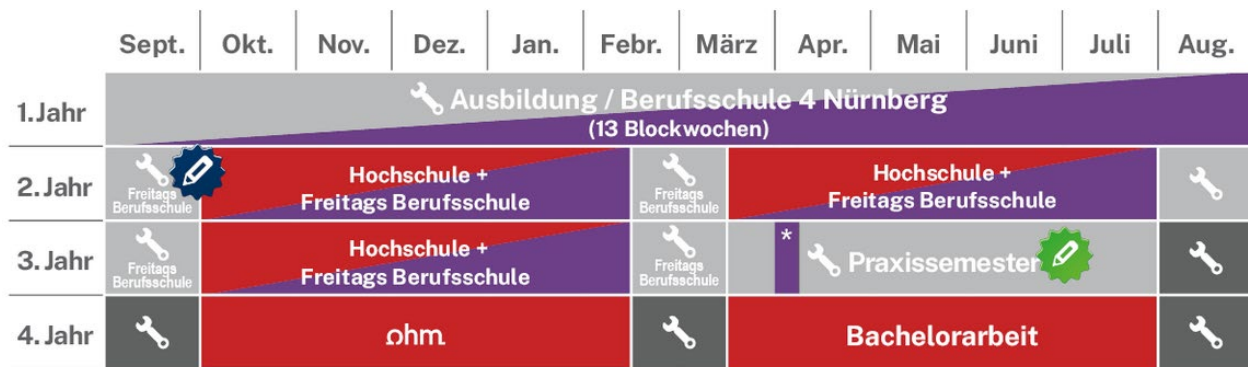 Sept. Okt. Nov. Dez. Jan. Febr. März Apr. Mai Juni Juli Aug.
1. Jahr
Ausbildung / Berufsschule 4 Nürnberg
(13 Blockwochen)
2. Jahr
Freitags
Berufsschule
Hochschule +
Freitags Berufsschule
Freitags
Berufsschule
Hochschule +
Freitags Berufsschule
3. Jahr
Freitags
Berufsschule
Hochschule +
Freitags Berufsschule
Freitags
Berufsschule
*
Praxissemester
4. Jahr
ohm
Bachelorarbeit